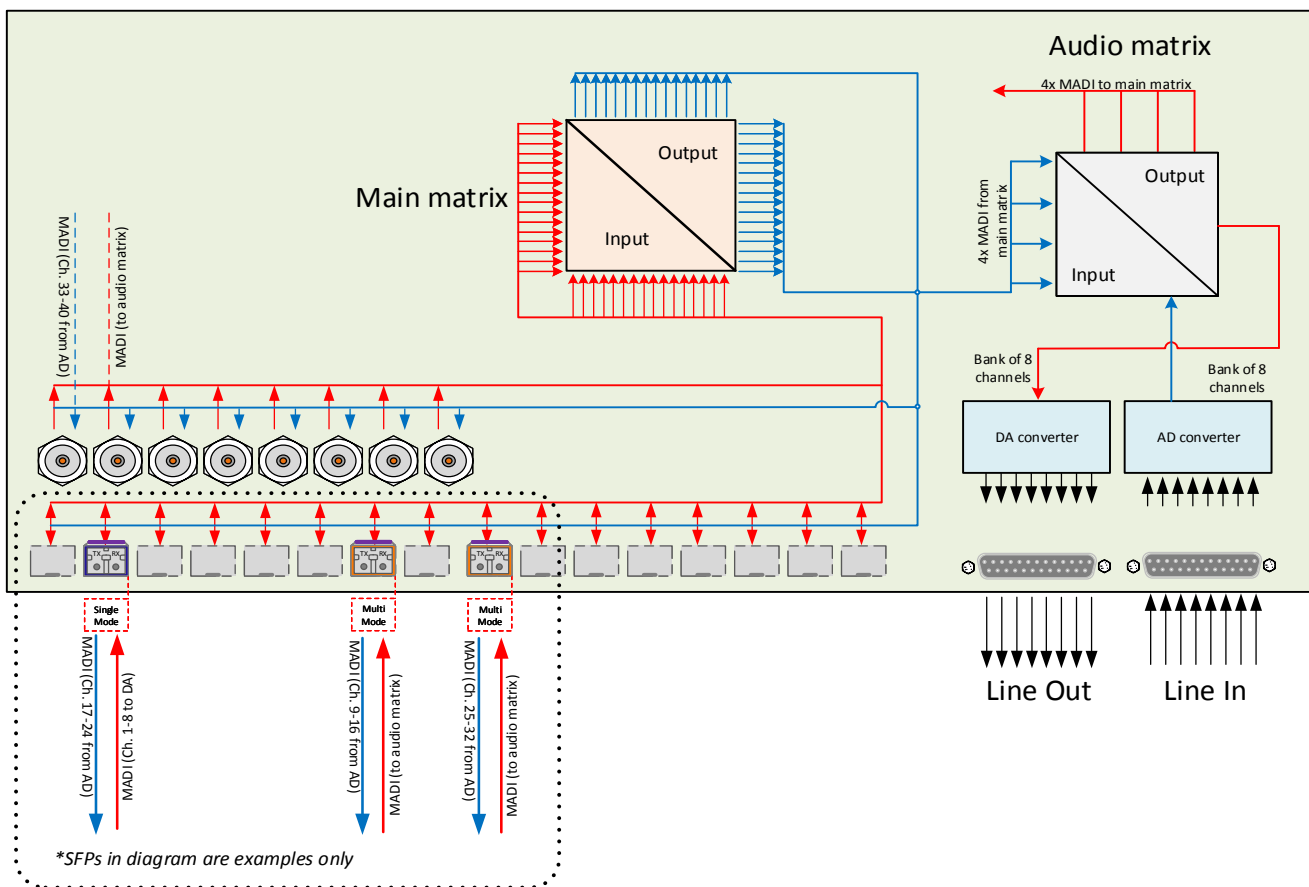 Audio matrix
4x MADI to main matrix
Output
Main matrix
Input
4x MADI from
main matrix
Output
Input
MADI (Ch. 33-40 from AD)
MADI (to audio matrix)
Bank of 8
channels
Bank of 8
channels
DA converter
AD converter
TX RX
TX RX
TX RX
Single
Mode
Multi
Mode
Multi
Mode
MADI (Ch. 17-24 from AD)
MADI (Ch. 1-8 to DA)
MADI (Ch. 9-16 from AD)
MADI (to audio matrix)
MADI (Ch. 25-32 from AD)
MADI (to audio matrix)
Line Out
Line In
*SFPs in diagram are examples only